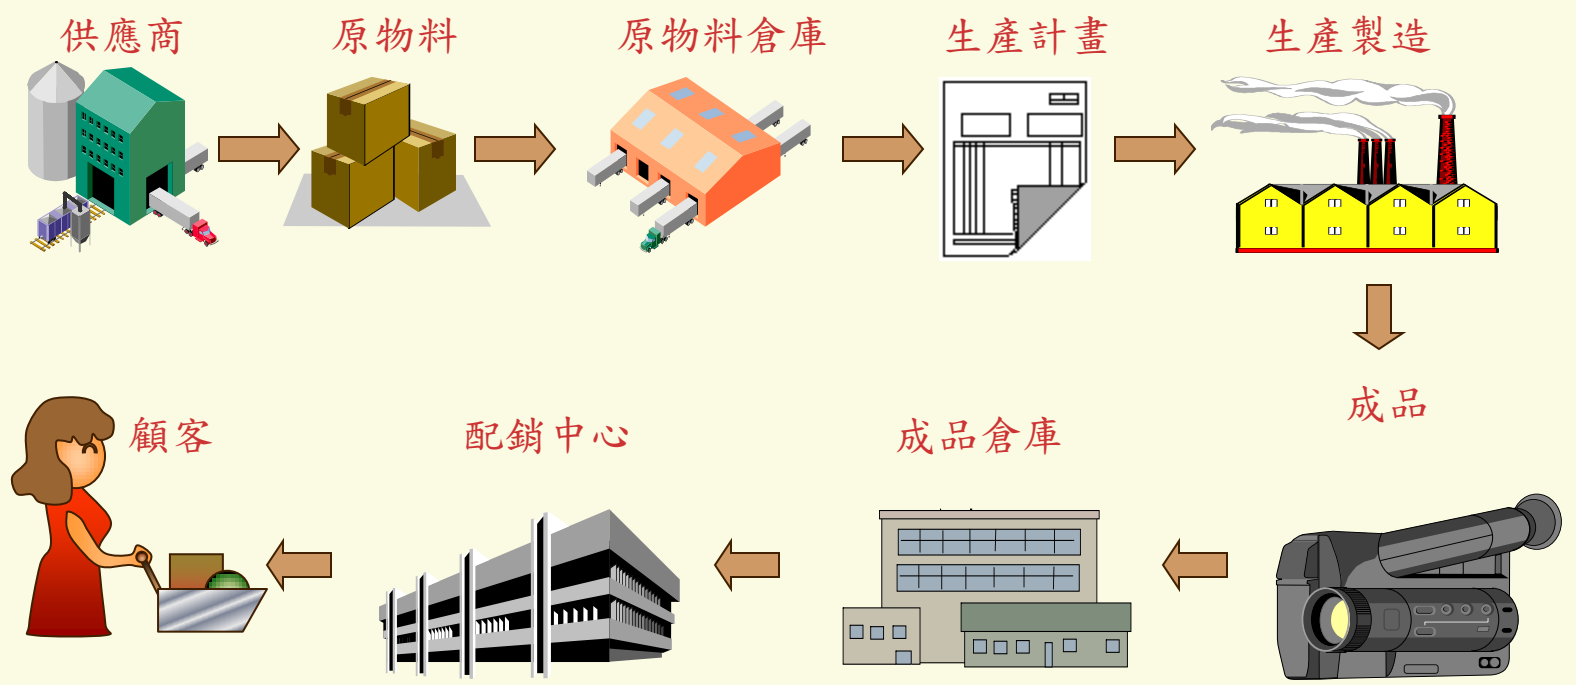 供應商
原物料
原物料倉庫
生產計畫
生產製造
成品
成品倉庫
配銷中心
顧客